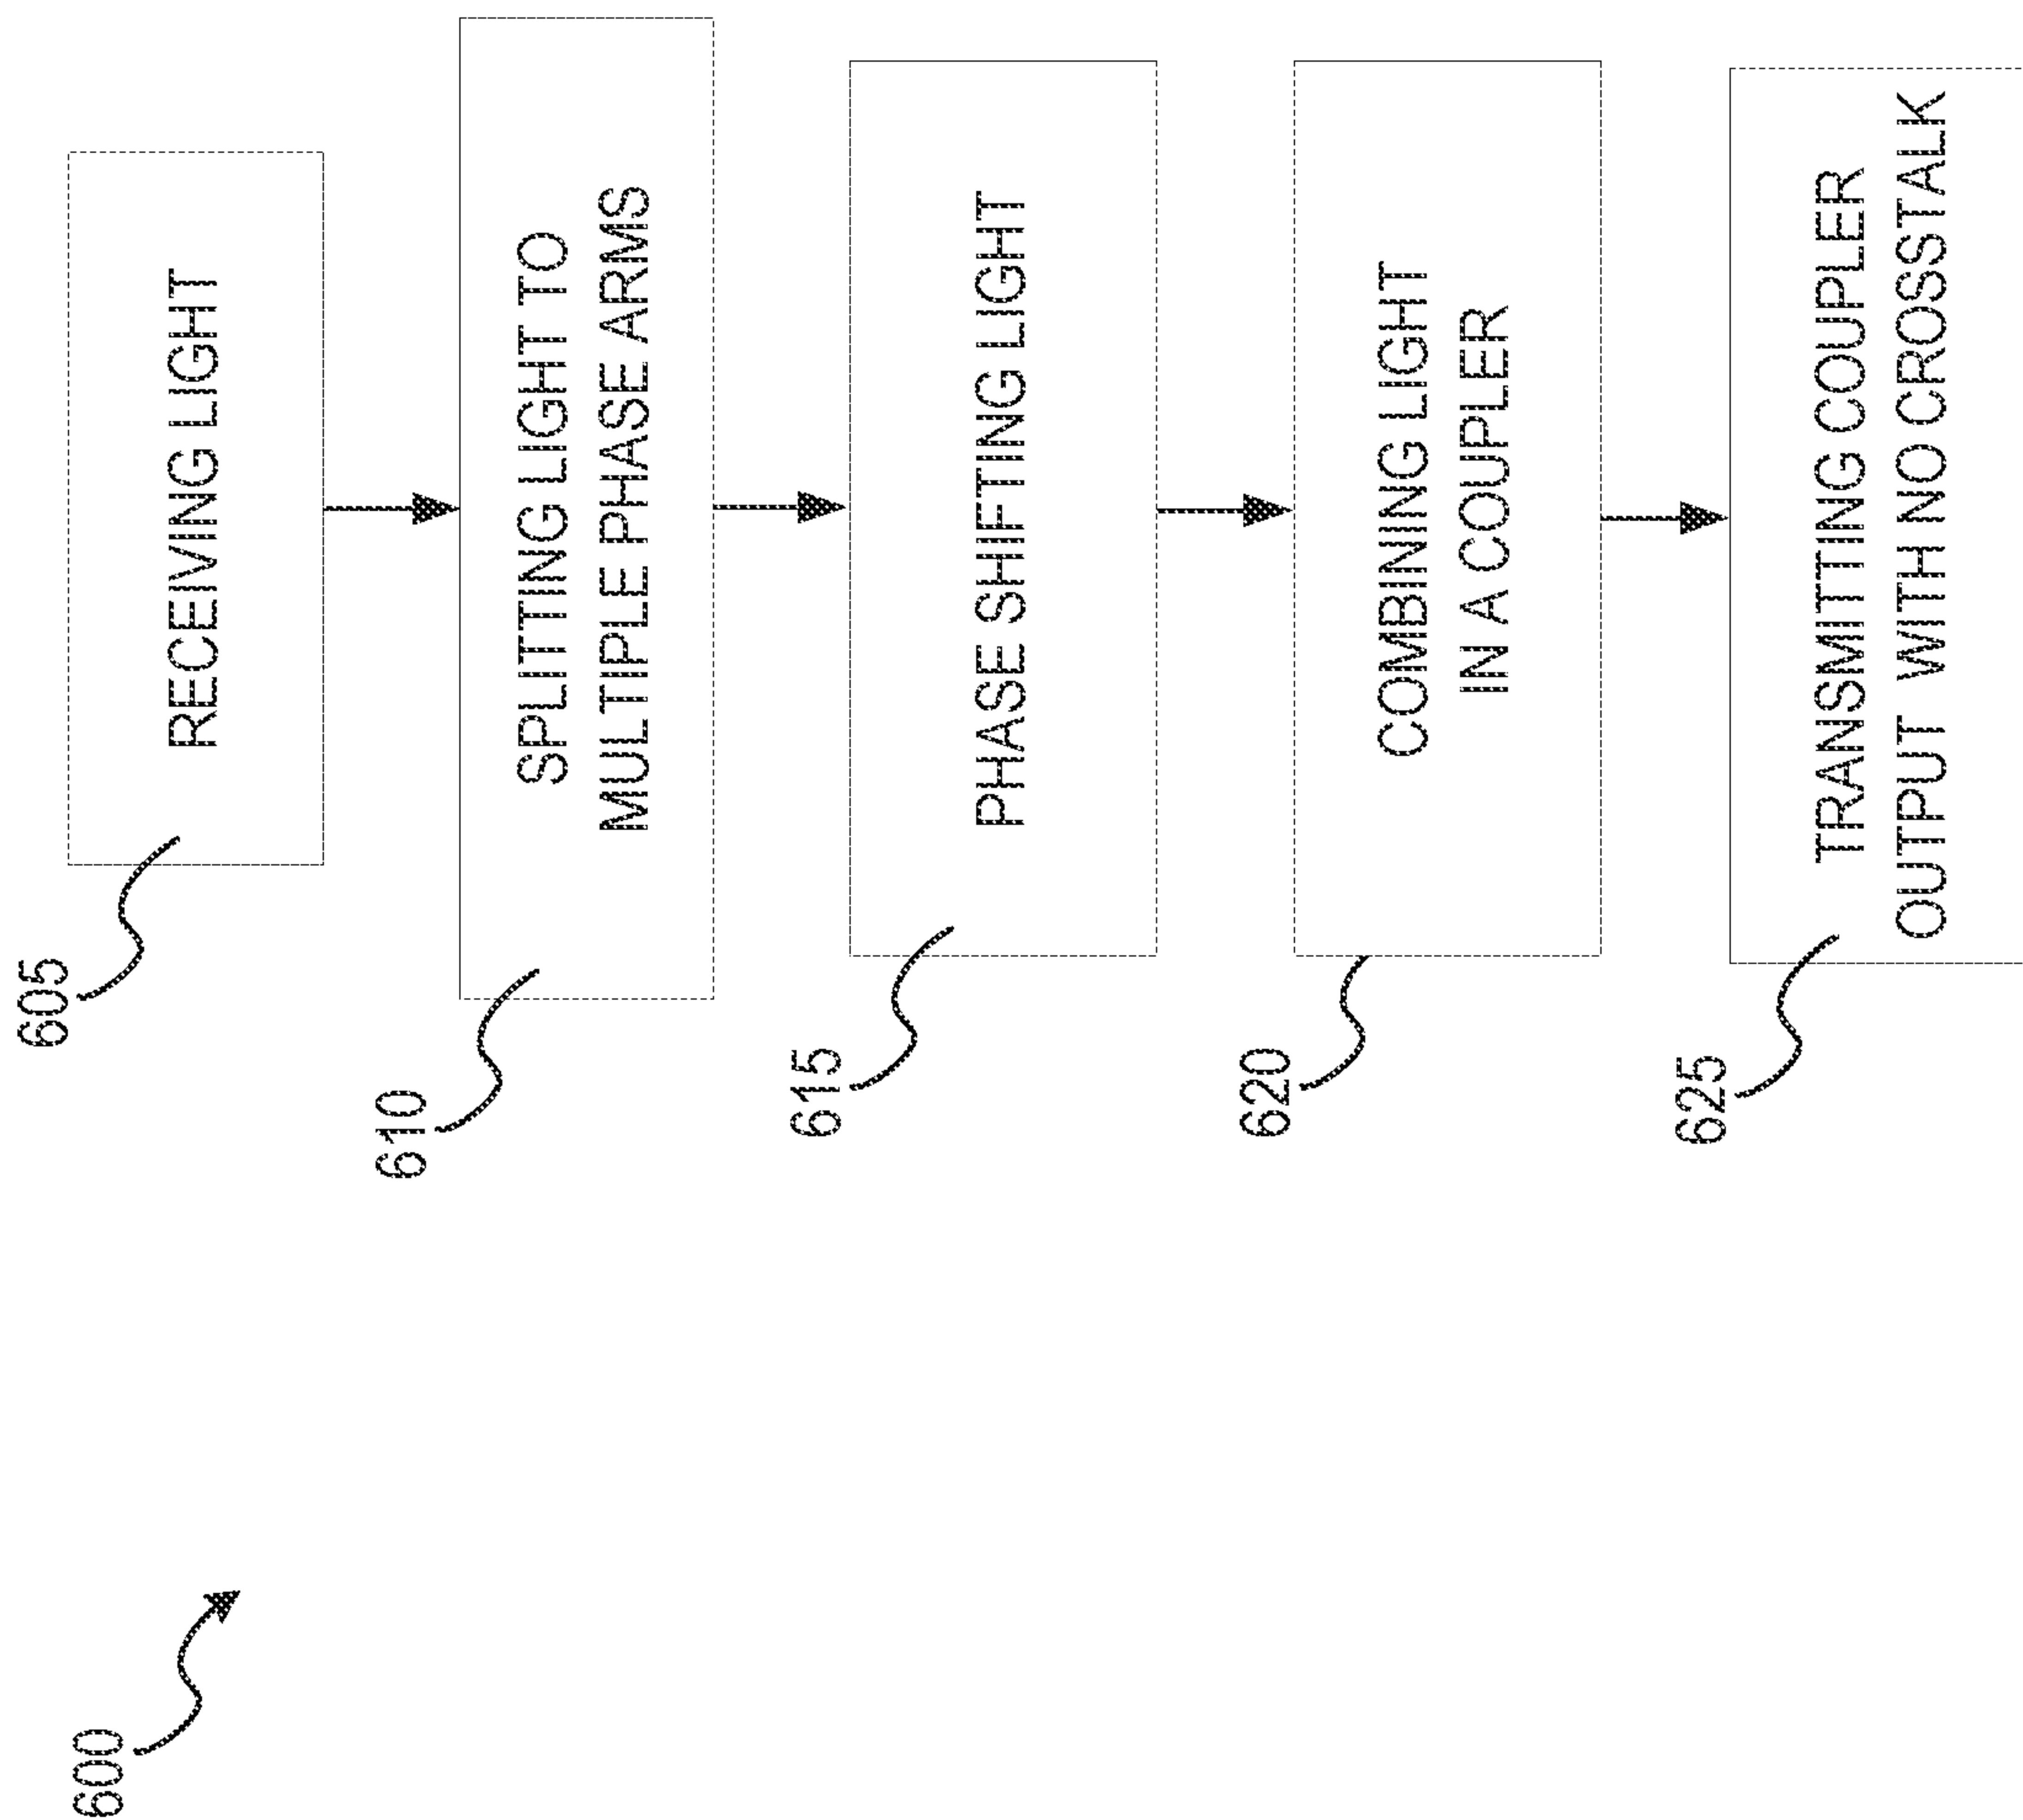 600
605
RECEIVING LIGHT
610
SPLITTING LIGHT TO
MULTIPLE PHASE ARMS
615
PHASE SHIFTING LIGHT
620
COMBINING LIGHT
IN A COUPLER
625
TRANSMITTING COUPLER
OUTPUT WITH NO CROSSTALK